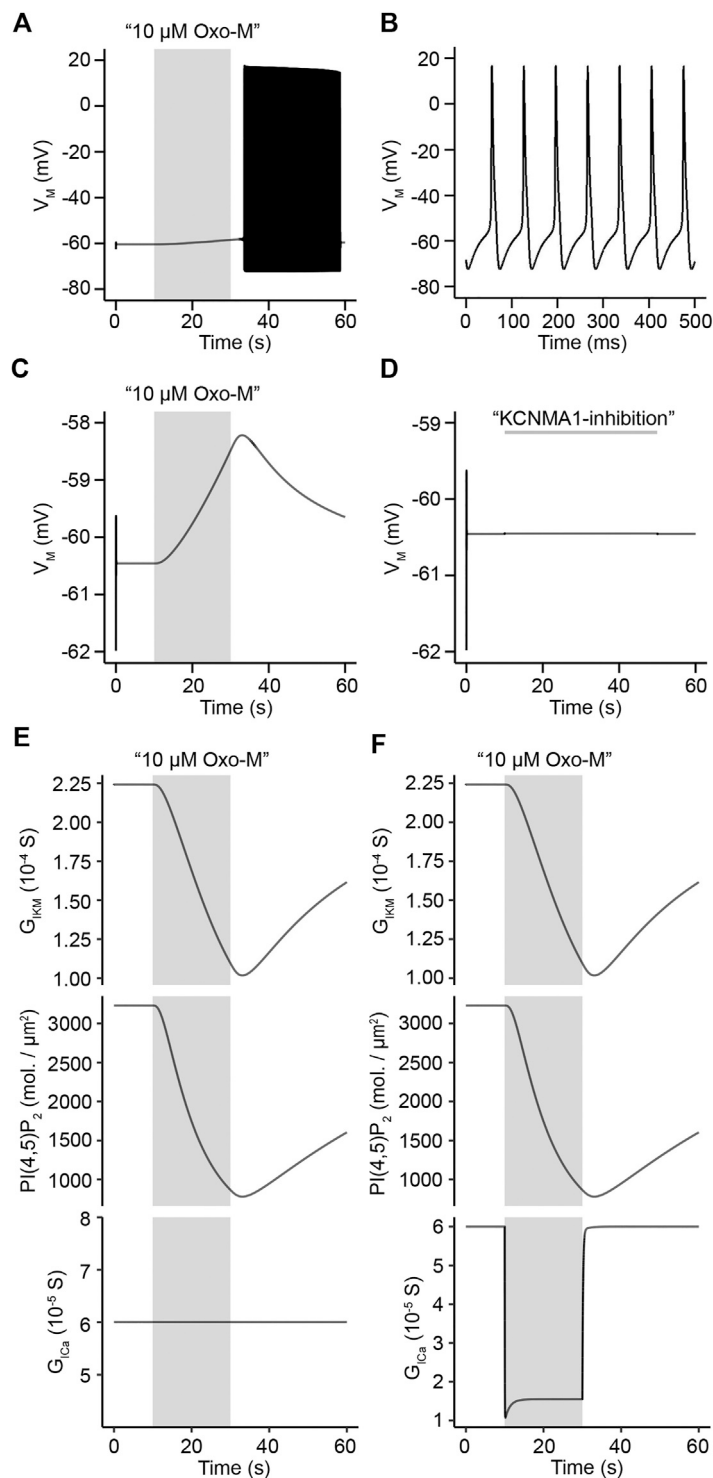 A
“10 µM Oxo-M”
20
0
-20
-40
-60
-80
V_M (mV)
0 20 40 60
Time (s)
B
20
0
-20
-40
-60
-80
V_M (mV)
0 100 200 300 400 500
Time (ms)
C
“10 µM Oxo-M”
-58
-59
-60
-61
-62
V_M (mV)
0 20 40 60
Time (s)
D
“KCNMA1-inhibition”
-59
-60
-61
-62
V_M (mV)
0 20 40 60
Time (s)
E
“10 µM Oxo-M”
2.25
2.00
1.75
1.50
1.25
1.00
G_IKM (10⁻⁴ S)
3000
2500
2000
1500
1000
PI(4,5)P₂ (mol. / µm²)
8
7
6
5
G_ICa (10⁻⁵ S)
0 20 40 60
Time (s)
F
“10 µM Oxo-M”
2.25
2.00
1.75
1.50
1.25
1.00
G_IKM (10⁻⁴ S)
3000
2500
2000
1500
1000
PI(4,5)P₂ (mol. / µm²)
6
5
4
3
2
1
G_ICa (10⁻⁵ S)
0 20 40 60
Time (s)